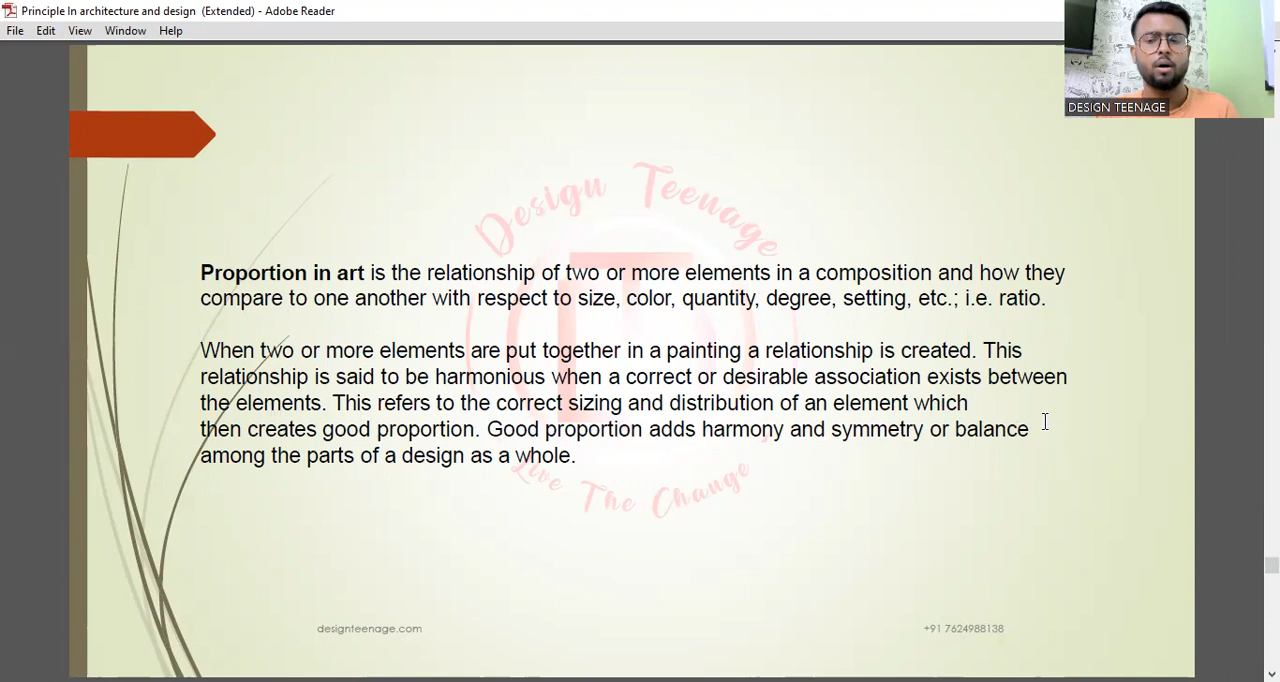 Principle In architecture and design (Extended) - Adobe Reader
File Edit View Window Help
DESIGN TEENAGE
Design Teenage
Proportion in art is the relationship of two or more elements in a composition and how they
compare to one another with respect to size, color, quantity, degree, setting, etc.; i.e. ratio.
When two or more elements are put together in a painting a relationship is created. This
relationship is said to be harmonious when a correct or desirable association exists between
the elements. This refers to the correct sizing and distribution of an element which
then creates good proportion. Good proportion adds harmony and symmetry or balance
among the parts of a design as a whole.
Live The Change
designteenage.com
+91 7624988138